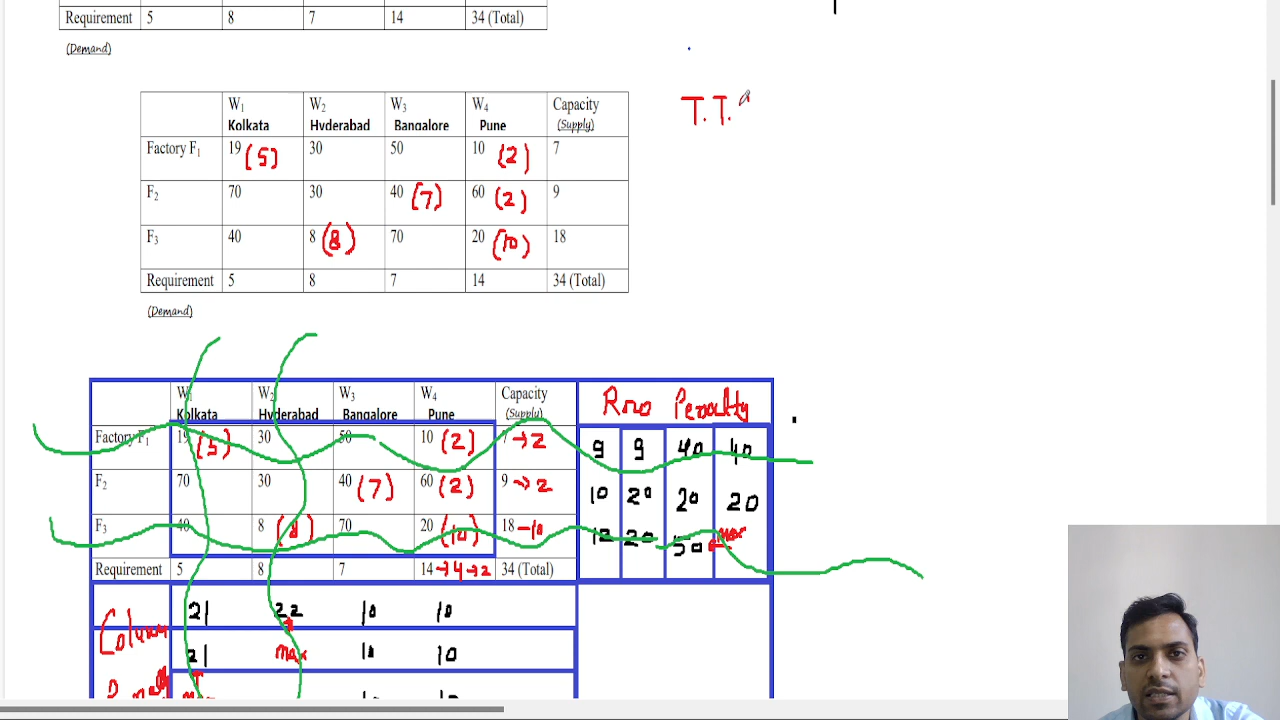 Requirement 5 8 7 14 34 (Total)
(Demand)
T.T.
W1 W2 W3 W4 Capacity
Kolkata Hyderabad Bangalore Pune (Supply)
Factory F1 19 (5) 30 50 10 (2) 7
F2 70 30 40 (7) 60 (2) 9
F3 40 8 (8) 70 20 (10) 18
Requirement 5 8 7 14 34 (Total)
(Demand)
W1 W2 W3 W4 Capacity
Kolkata Hyderabad Bangalore Pune (Supply) Row Penalty
Factory F1 19 (5) 30 50 10 (2) 7 → 2 9 9 40 40
F2 70 30 40 (7) 60 (2) 9 → 2 10 20 20 20
F3 40 8 (8) 70 20 (10) 18 – 10 12 20 50 ← max
Requirement 5 8 7 14 → 4 → 2 34 (Total)
Column 21 22 10 10
21 max 10 10